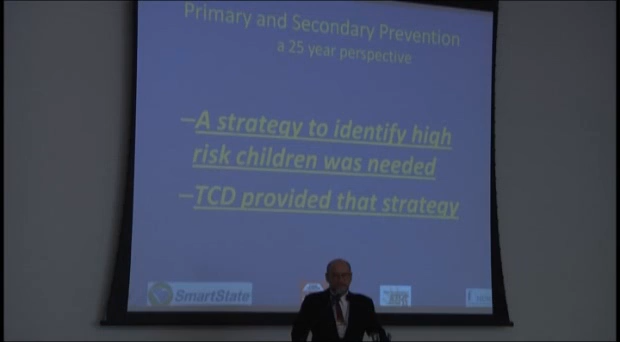 Primary and Secondary Prevention
a 25 year perspective
–A strategy to identify high
risk children was needed
–TCD provided that strategy
SmartState